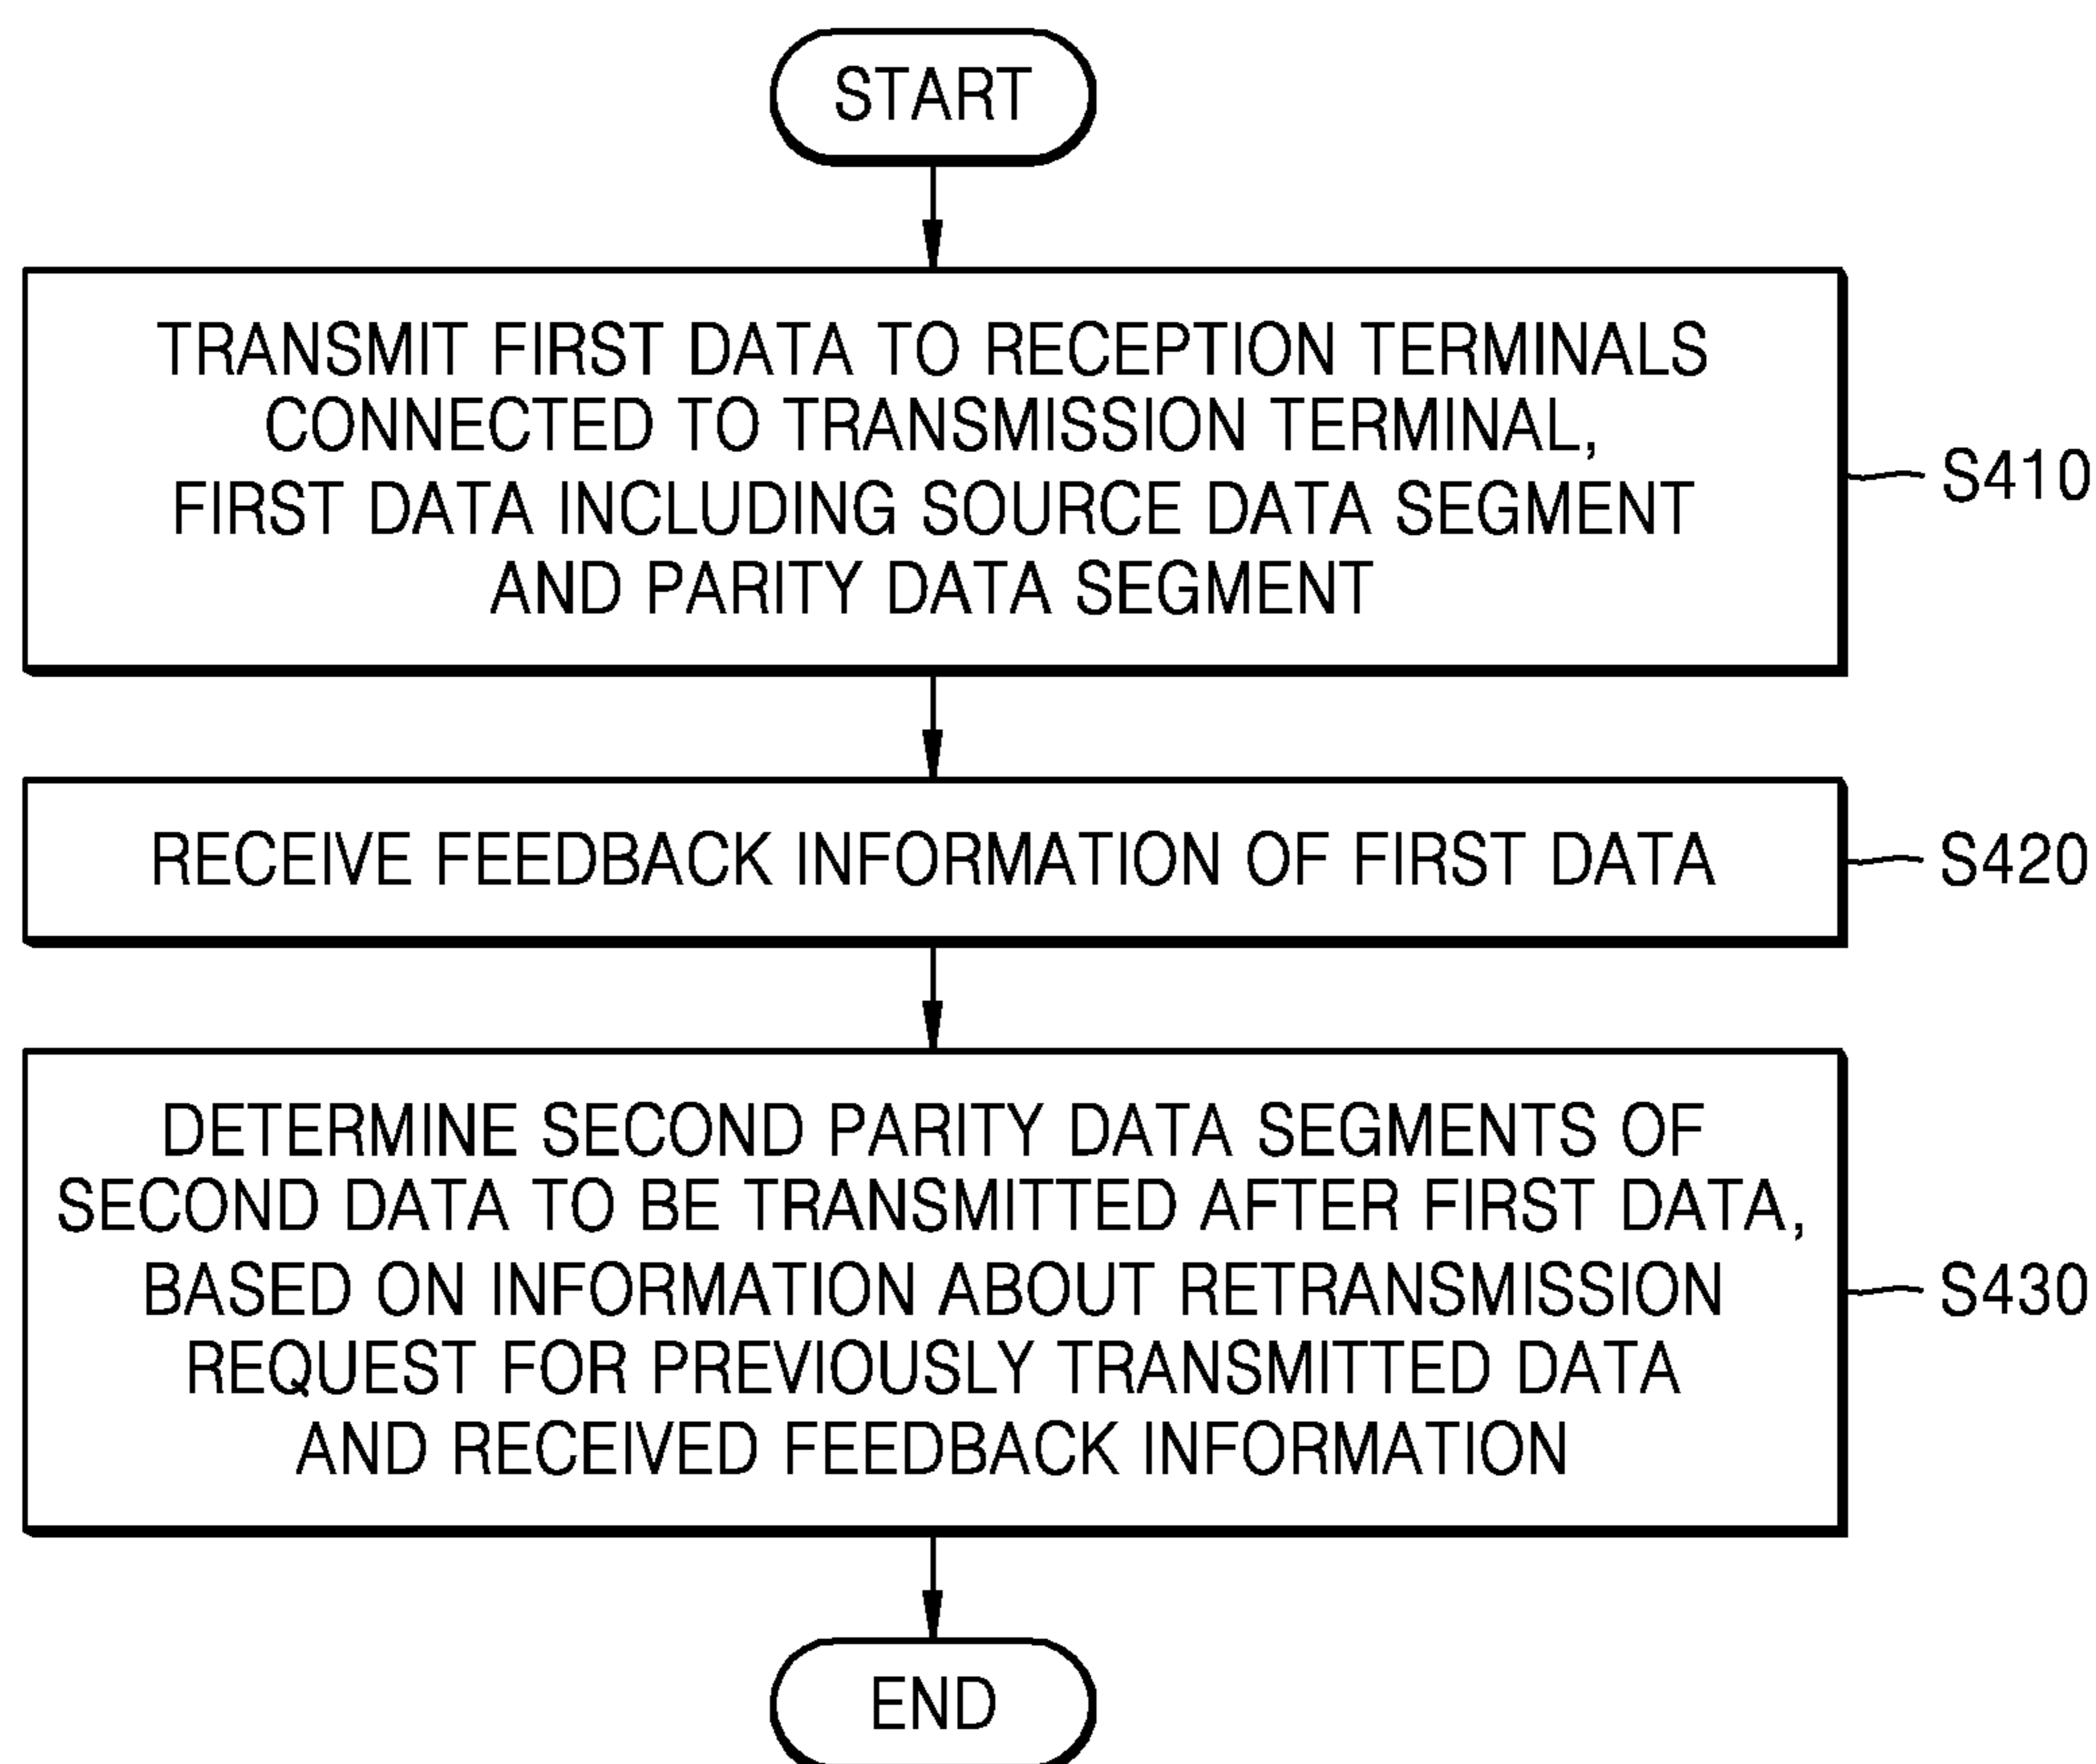 START
TRANSMIT FIRST DATA TO RECEPTION TERMINALS
CONNECTED TO TRANSMISSION TERMINAL,
FIRST DATA INCLUDING SOURCE DATA SEGMENT
AND PARITY DATA SEGMENT
S410
RECEIVE FEEDBACK INFORMATION OF FIRST DATA
S420
DETERMINE SECOND PARITY DATA SEGMENTS OF
SECOND DATA TO BE TRANSMITTED AFTER FIRST DATA,
BASED ON INFORMATION ABOUT RETRANSMISSION
REQUEST FOR PREVIOUSLY TRANSMITTED DATA
AND RECEIVED FEEDBACK INFORMATION
S430
END